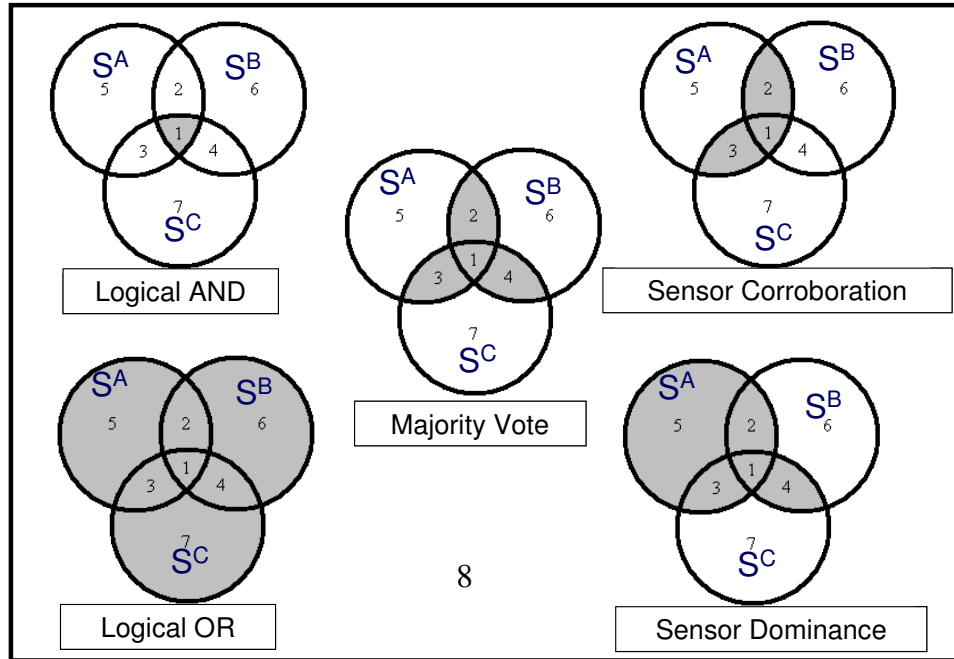 S^A
S^B
5
2
6
1
3
4
7
S^C
Logical AND
S^A
S^B
5
2
6
1
3
4
7
S^C
Sensor Corroboration
S^A
S^B
5
2
6
1
3
4
7
S^C
Majority Vote
S^A
S^B
5
2
6
1
3
4
7
S^C
Logical OR
8
S^A
S^B
5
2
6
1
3
4
7
S^C
Sensor Dominance